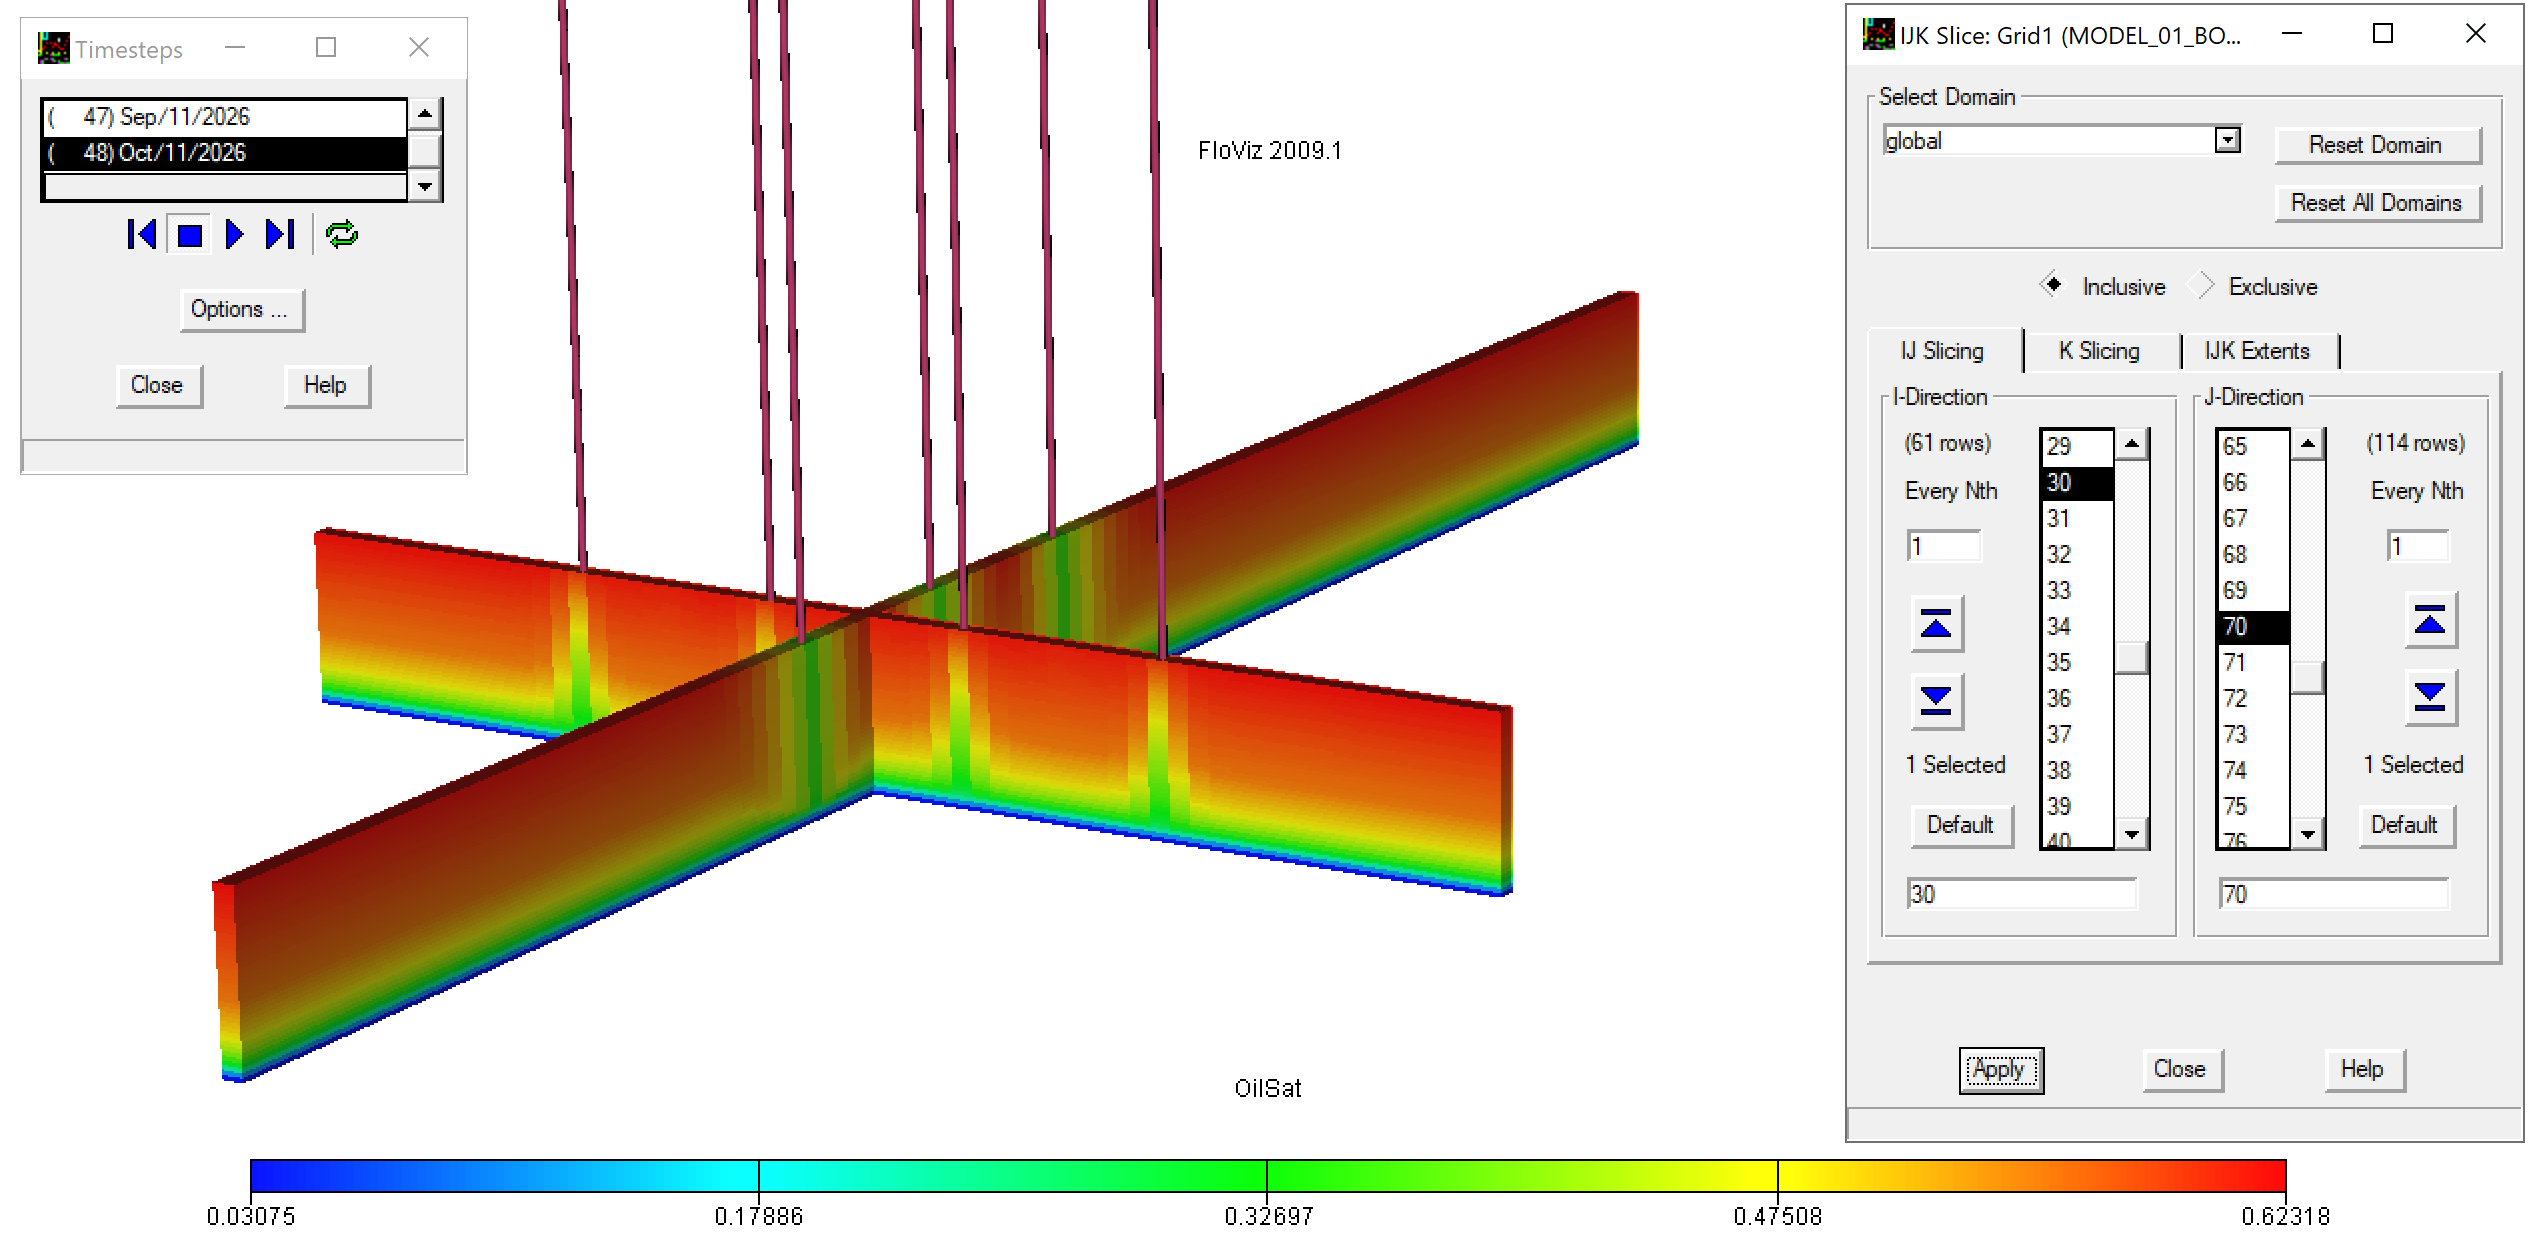 Timesteps
( 47) Sep/11/2026
( 48) Oct/11/2026
Options ...
Close
Help
FloViz 2009.1
OilSat
0.03075
0.17886
0.32697
0.47508
0.62318
IJK Slice: Grid1 (MODEL_01_BO...
Select Domain
global
Reset Domain
Reset All Domains
Inclusive
Exclusive
IJ Slicing
K Slicing
IJK Extents
I-Direction
(61 rows)
Every Nth
1
1 Selected
Default
29
30
31
32
33
34
35
36
37
38
39
40
30
J-Direction
65
66
67
68
69
70
71
72
73
74
75
76
(114 rows)
Every Nth
1
1 Selected
Default
70
Apply
Close
Help